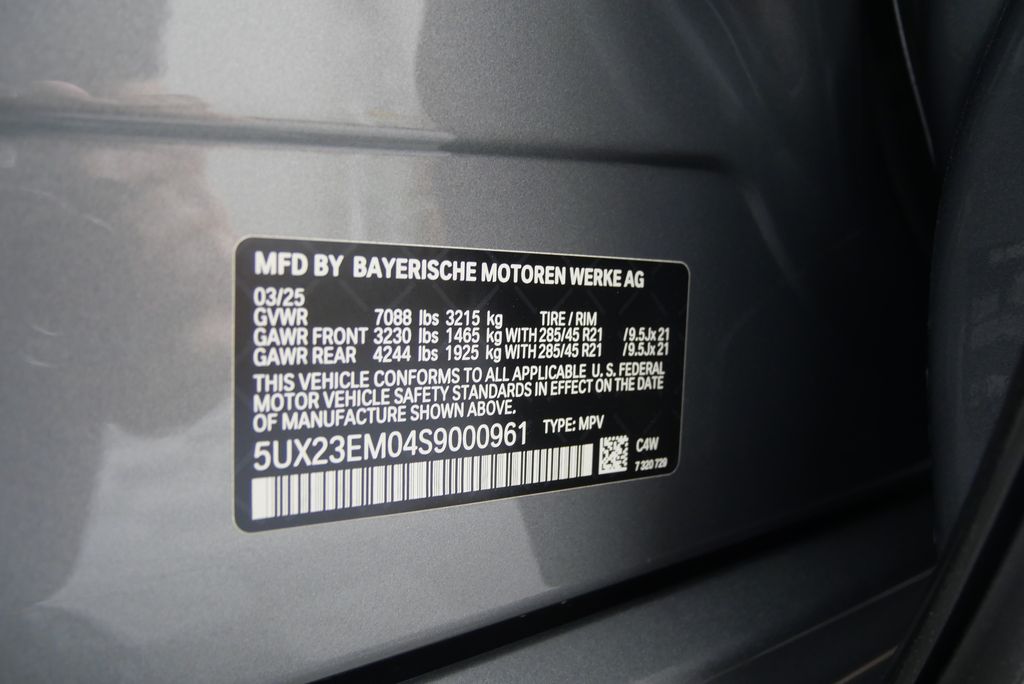 MFD BY BAYERISCHE MOTOREN WERKE AG
03/25
GVWR 7088 lbs 3215 kg TIRE / RIM
GAWR FRONT 3230 lbs 1465 kg WITH 285/45 R21 /9.5Jx21
GAWR REAR 4244 lbs 1925 kg WITH 285/45 R21 /9.5Jx21
THIS VEHICLE CONFORMS TO ALL APPLICABLE U. S. FEDERAL
MOTOR VEHICLE SAFETY STANDARDS IN EFFECT ON THE DATE
OF MANUFACTURE SHOWN ABOVE.
5UX23EM04S9000961 TYPE: MPV
C4W
7 320 729